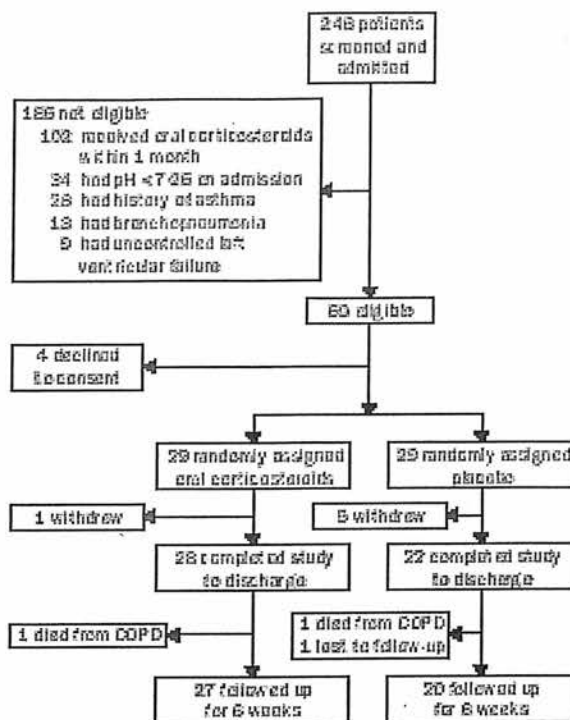 246 patients
screened and
admitted
186 not eligible
102 received oral corticosteroids
within 1 month
34 had pH <7·26 on admission
28 had history of asthma
13 had bronchopneumonia
9 had uncontrolled left
ventricular failure
60 eligible
4 declined
to consent
29 randomly assigned
oral corticosteroids
randomly assigned
placebo
1 withdrew
5 withdrew
28 completed study
to discharge
22 completed study
to discharge
1 died from COPD
1 died from COPD
1 lost to follow-up
27 followed up
for 6 weeks
20 followed up
for 6 weeks